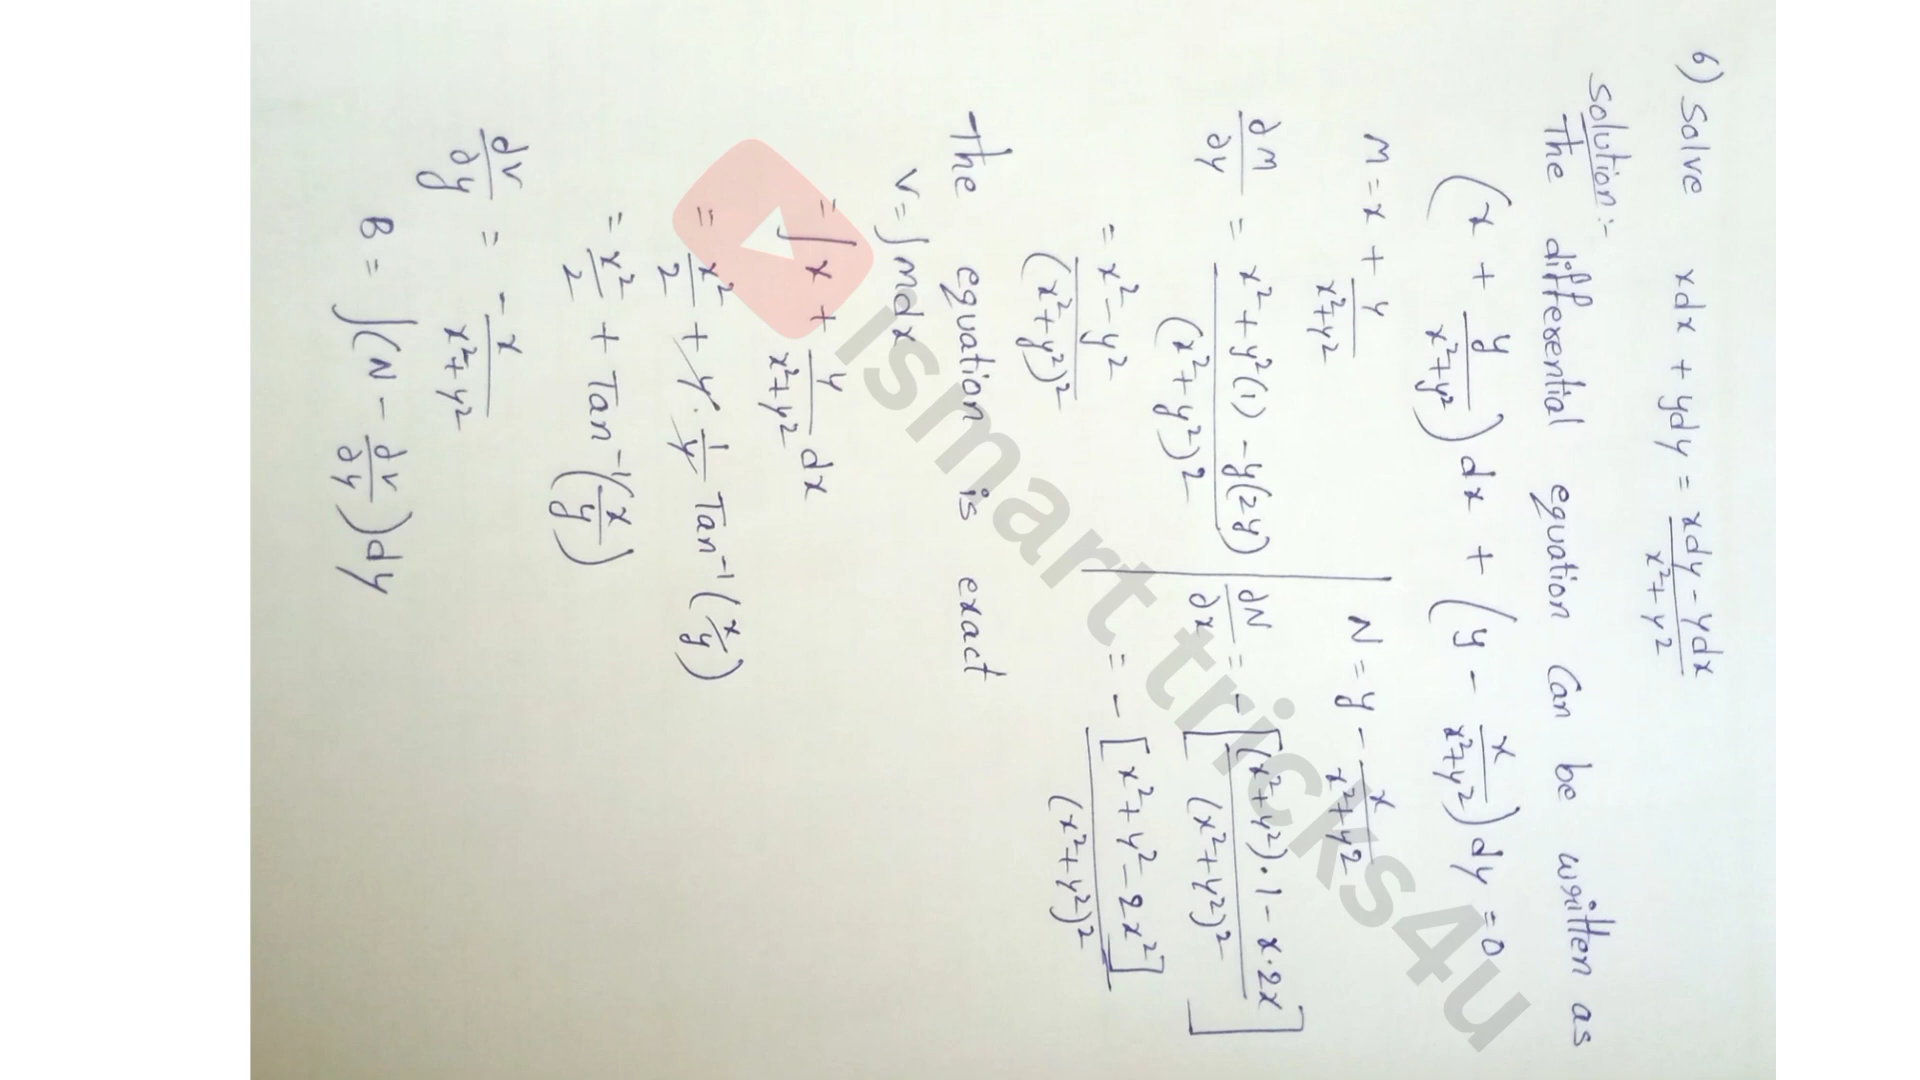 6) Solve xdx + ydy = xdy - ydx / x²+y²
Solution:-
The differential equation can be written as
(x + y/x²+y²) dx + (y - x/x²+y²) dy = 0
M = x + y/x²+y²
N = y - x/x²+y²
∂M/∂y = x²+y²(1) - y(2y) / (x²+y²)²
∂N/∂x = - [(x²+y²)·1 - x·2x / (x²+y²)²]
= x² - y² / (x²+y²)²
= - [x²+y²-2x²] / (x²+y²)²
The equation is exact
V = ∫mdx
= ∫x + y/x²+y² dx
= x²/2 + y · 1/y Tan⁻¹(x/y)
= x²/2 + Tan⁻¹(x/y)
∂v/∂y = -x/x²+y²
B = ∫(N - ∂v/∂y) dy
ismart tricks4u